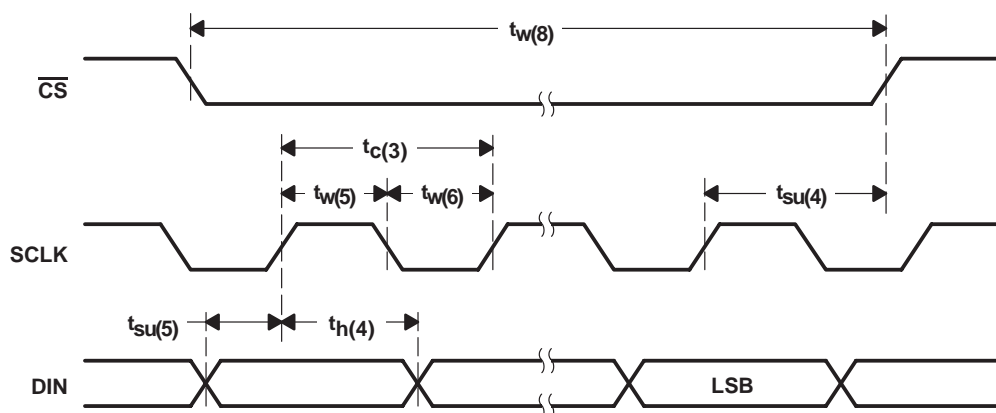 tw(8)
CS
tc(3)
tw(5) tw(6) tsu(4)
SCLK
tsu(5) th(4)
DIN LSB